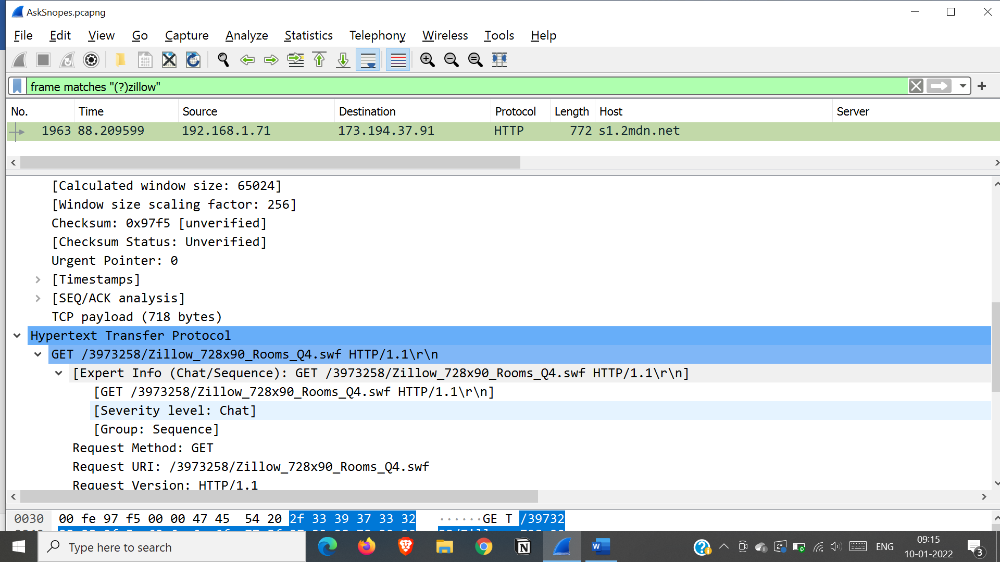 AskSnopes.pcapng
File Edit View Go Capture Analyze Statistics Telephony Wireless Tools Help
frame matches "(?)zillow"
No. Time Source Destination Protocol Length Host Server
1963 88.209599 192.168.1.71 173.194.37.91 HTTP 772 s1.2mdn.net
[Calculated window size: 65024]
[Window size scaling factor: 256]
Checksum: 0x97f5 [unverified]
[Checksum Status: Unverified]
Urgent Pointer: 0
[Timestamps]
[SEQ/ACK analysis]
TCP payload (718 bytes)
Hypertext Transfer Protocol
GET /3973258/Zillow_728x90_Rooms_Q4.swf HTTP/1.1\r\n
[Expert Info (Chat/Sequence): GET /3973258/Zillow_728x90_Rooms_Q4.swf HTTP/1.1\r\n]
[GET /3973258/Zillow_728x90_Rooms_Q4.swf HTTP/1.1\r\n]
[Severity level: Chat]
[Group: Sequence]
Request Method: GET
Request URI: /3973258/Zillow_728x90_Rooms_Q4.swf
Request Version: HTTP/1.1
0030 00 fe 97 f5 00 00 47 45 54 20 2f 33 39 37 33 32 ······GE T /39732
Type here to search
ENG
09:15
10-01-2022
3